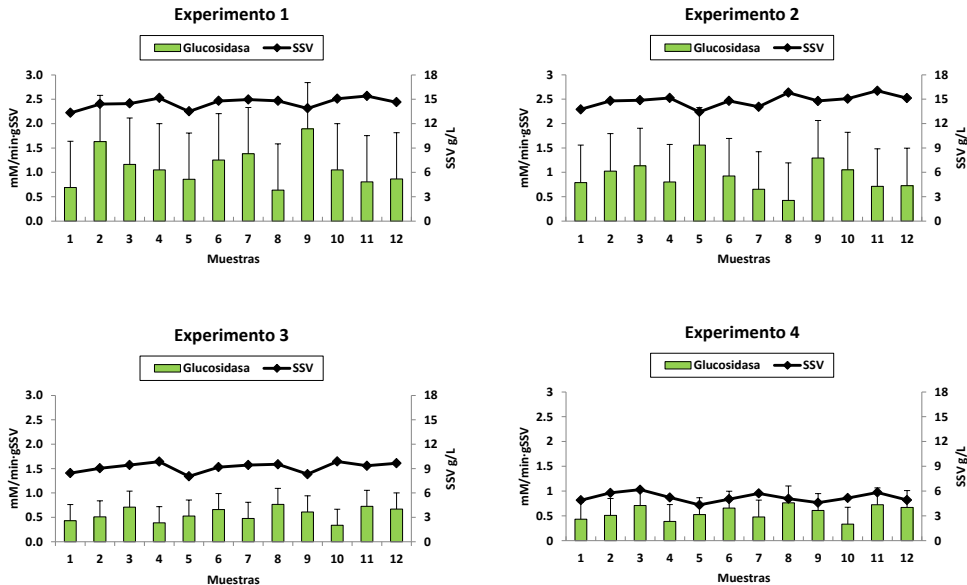 Experimento 1
Glucosidasa SSV
mM/min·gSSV
3.0
2.5
2.0
1.5
1.0
0.5
0.0
18
15
12
9
6
3
0
SSV g/L
1 2 3 4 5 6 7 8 9 10 11 12
Muestras
Experimento 2
Glucosidasa SSV
mM/min·gSSV
3
2.5
2
1.5
1
0.5
0
18
15
12
9
6
3
0
SSV g/L
1 2 3 4 5 6 7 8 9 10 11 12
Muestras
Experimento 3
Glucosidasa SSV
mM/min·gSSV
3.0
2.5
2.0
1.5
1.0
0.5
0.0
18
15
12
9
6
3
0
SSV g/L
1 2 3 4 5 6 7 8 9 10 11 12
Muestras
Experimento 4
Glucosidasa SSV
mM/min·gSSV
3
2.5
2
1.5
1
0.5
0
18
15
12
9
6
3
0
SSV g/L
1 2 3 4 5 6 7 8 9 10 11 12
Muestras